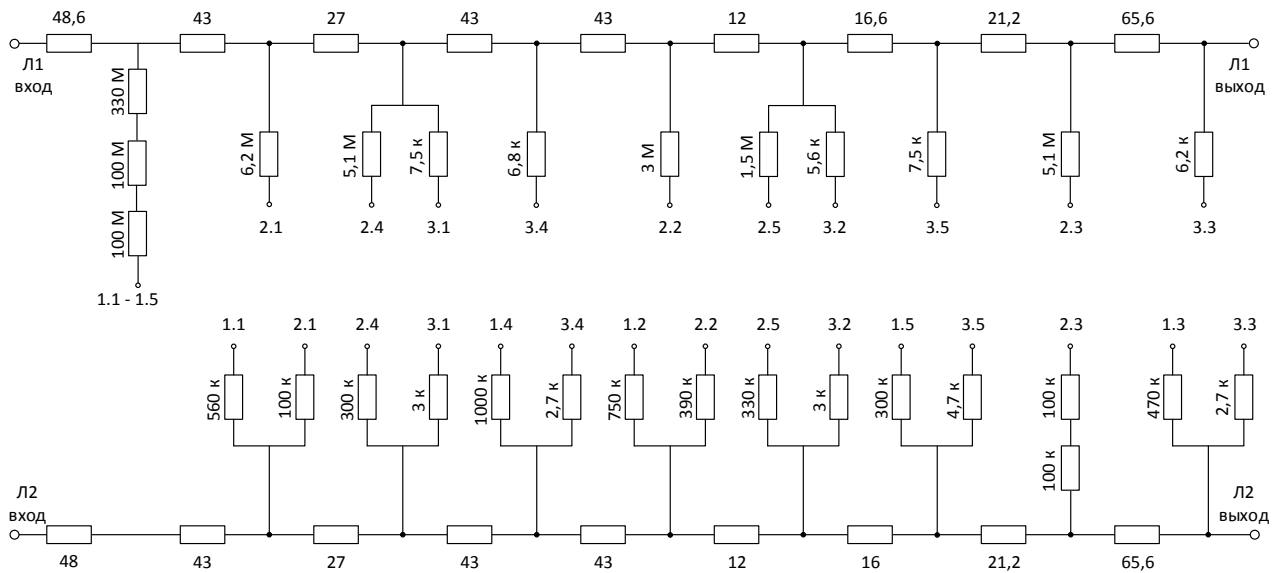 48,6 43 27 43 43 12 16,6 21,2 65,6
Л1
вход
Л1
выход
330 М
100 М
100 М
1.1 - 1.5
6,2 М
5,1 М
7,5 к
6,8 к
3 М
1,5 М
5,6 к
7,5 к
5,1 М
6,2 к
2.1 2.4 3.1 3.4 2.2 2.5 3.2 3.5 2.3 3.3
1.1 2.1 2.4 3.1 1.4 3.4 1.2 2.2 2.5 3.2 1.5 3.5 2.3 1.3 3.3
560 к
100 к
300 к
3 к
1000 к
2,7 к
750 к
390 к
330 к
3 к
300 к
4,7 к
100 к
100 к
470 к
2,7 к
Л2
вход
Л2
выход
48 43 27 43 43 12 16 21,2 65,6